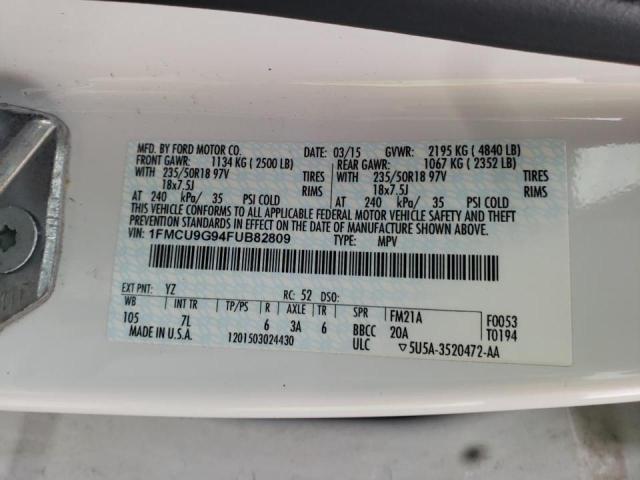 MFD. BY FORD MOTOR CO. DATE: 03/15 GVWR: 2195 KG ( 4840 LB)
FRONT GAWR: 1134 KG ( 2500 LB) REAR GAWR: 1067 KG ( 2352 LB)
WITH 235/50R18 97V TIRES WITH 235/50R18 97V TIRES
18x7.5J RIMS 18x7.5J RIMS
AT 240 kPa/ 35 PSI COLD AT 240 kPa/ 35 PSI COLD
THIS VEHICLE CONFORMS TO ALL APPLICABLE FEDERAL MOTOR VEHICLE SAFETY AND THEFT
PREVENTION STANDARDS IN EFFECT ON THE DATE OF MANUFACTURE SHOWN ABOVE.
VIN: 1FMCU9G94FUB82809 TYPE: MPV
EXT PNT: YZ RC: 52 DSO:
WB INT TR TP/PS R AXLE TR SPR FM21A F0053
105 7L 6 3A 6 BBCC 20A T0194
MADE IN U.S.A. 1201503024430 ULC ▽5U5A-3520472-AA